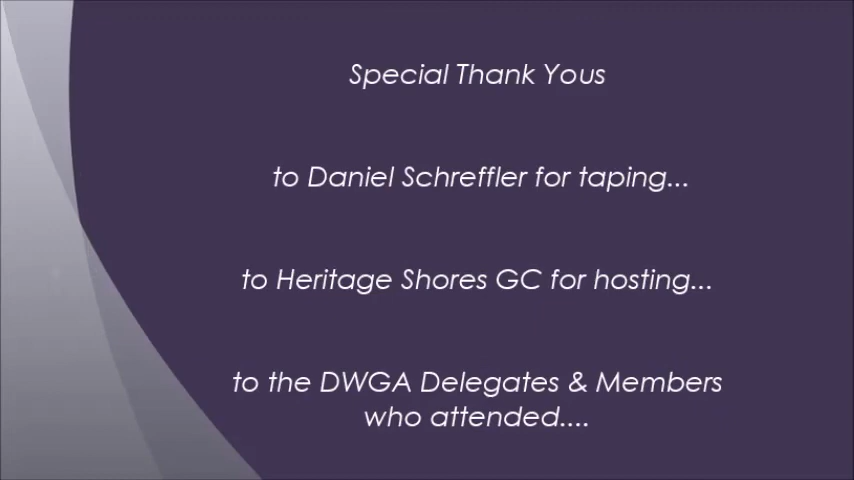 Special Thank Yous
to Daniel Schreffler for taping...
to Heritage Shores GC for hosting...
to the DWGA Delegates & Members
who attended....